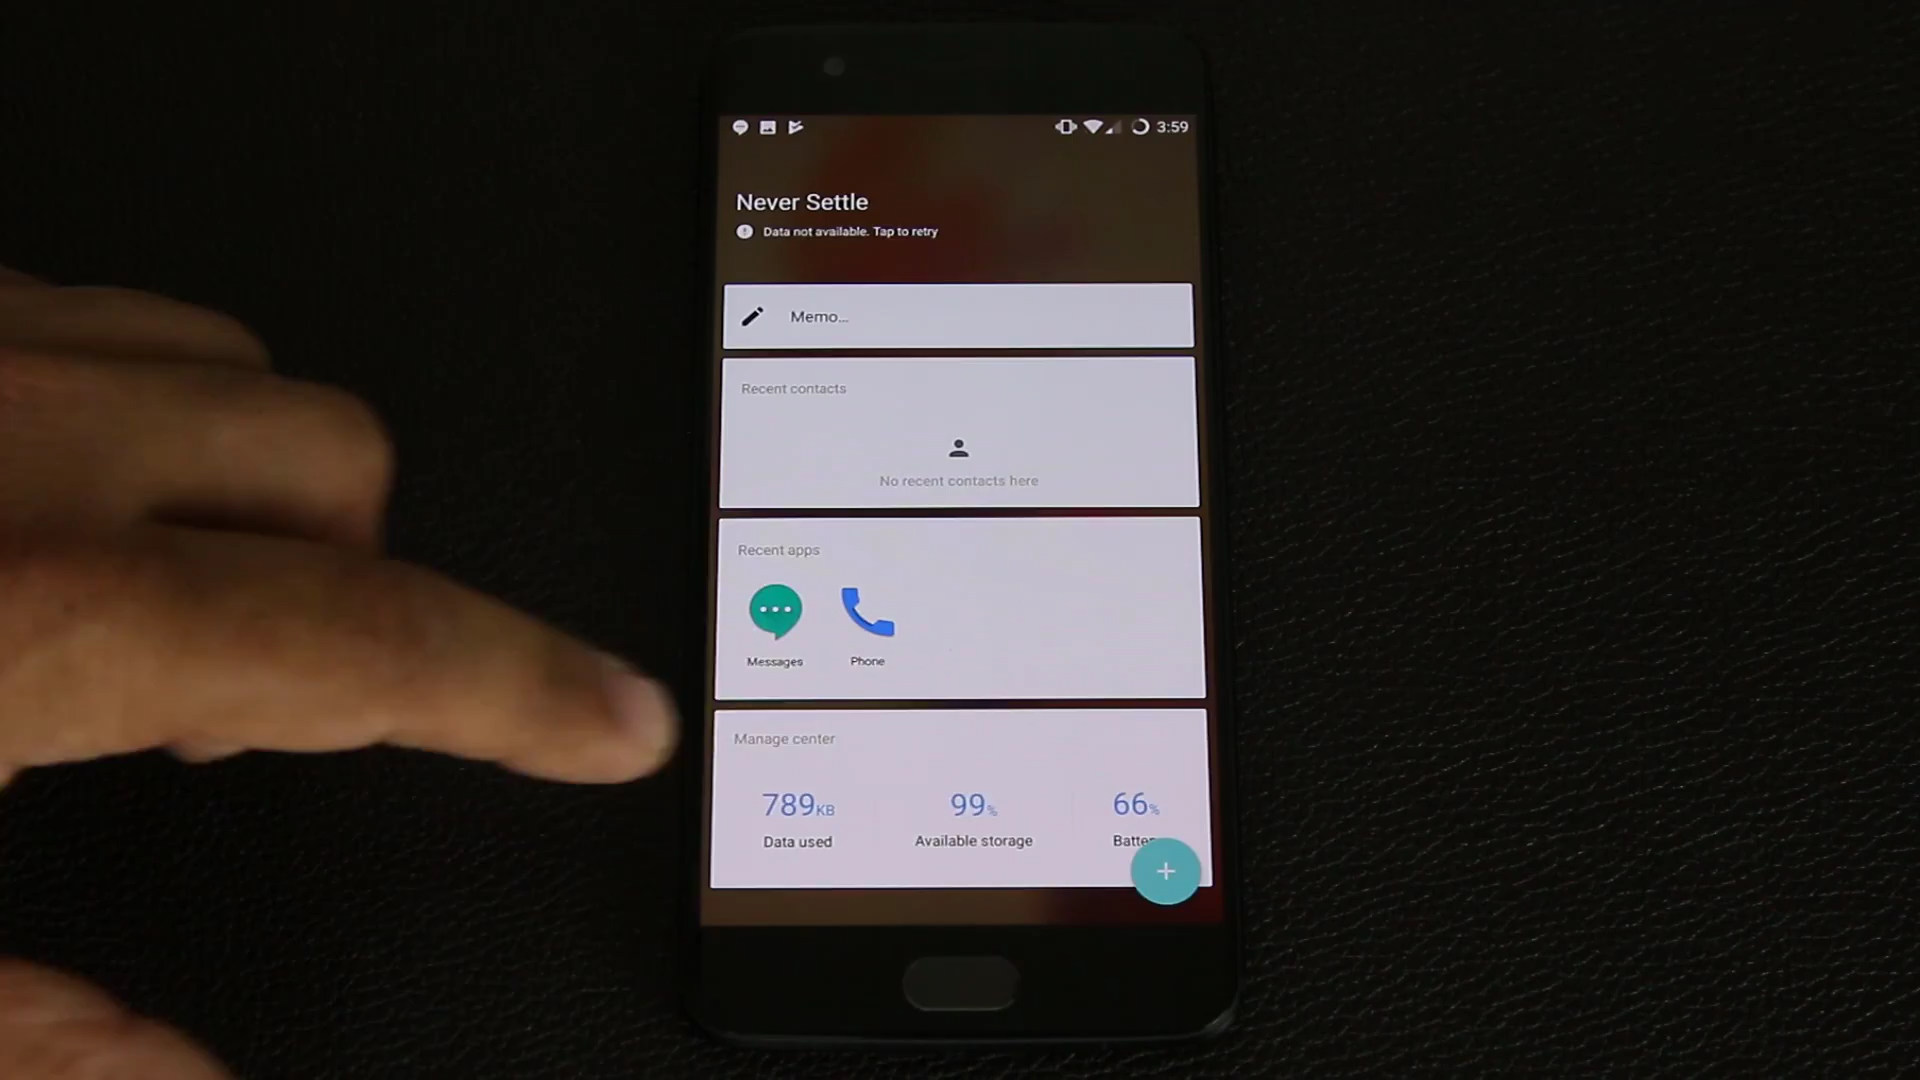 3:59
Never Settle
Data not available. Tap to retry
Memo...
Recent contacts
No recent contacts here
Recent apps
Messages
Phone
Manage center
789KB
99%
66%
Data used
Available storage